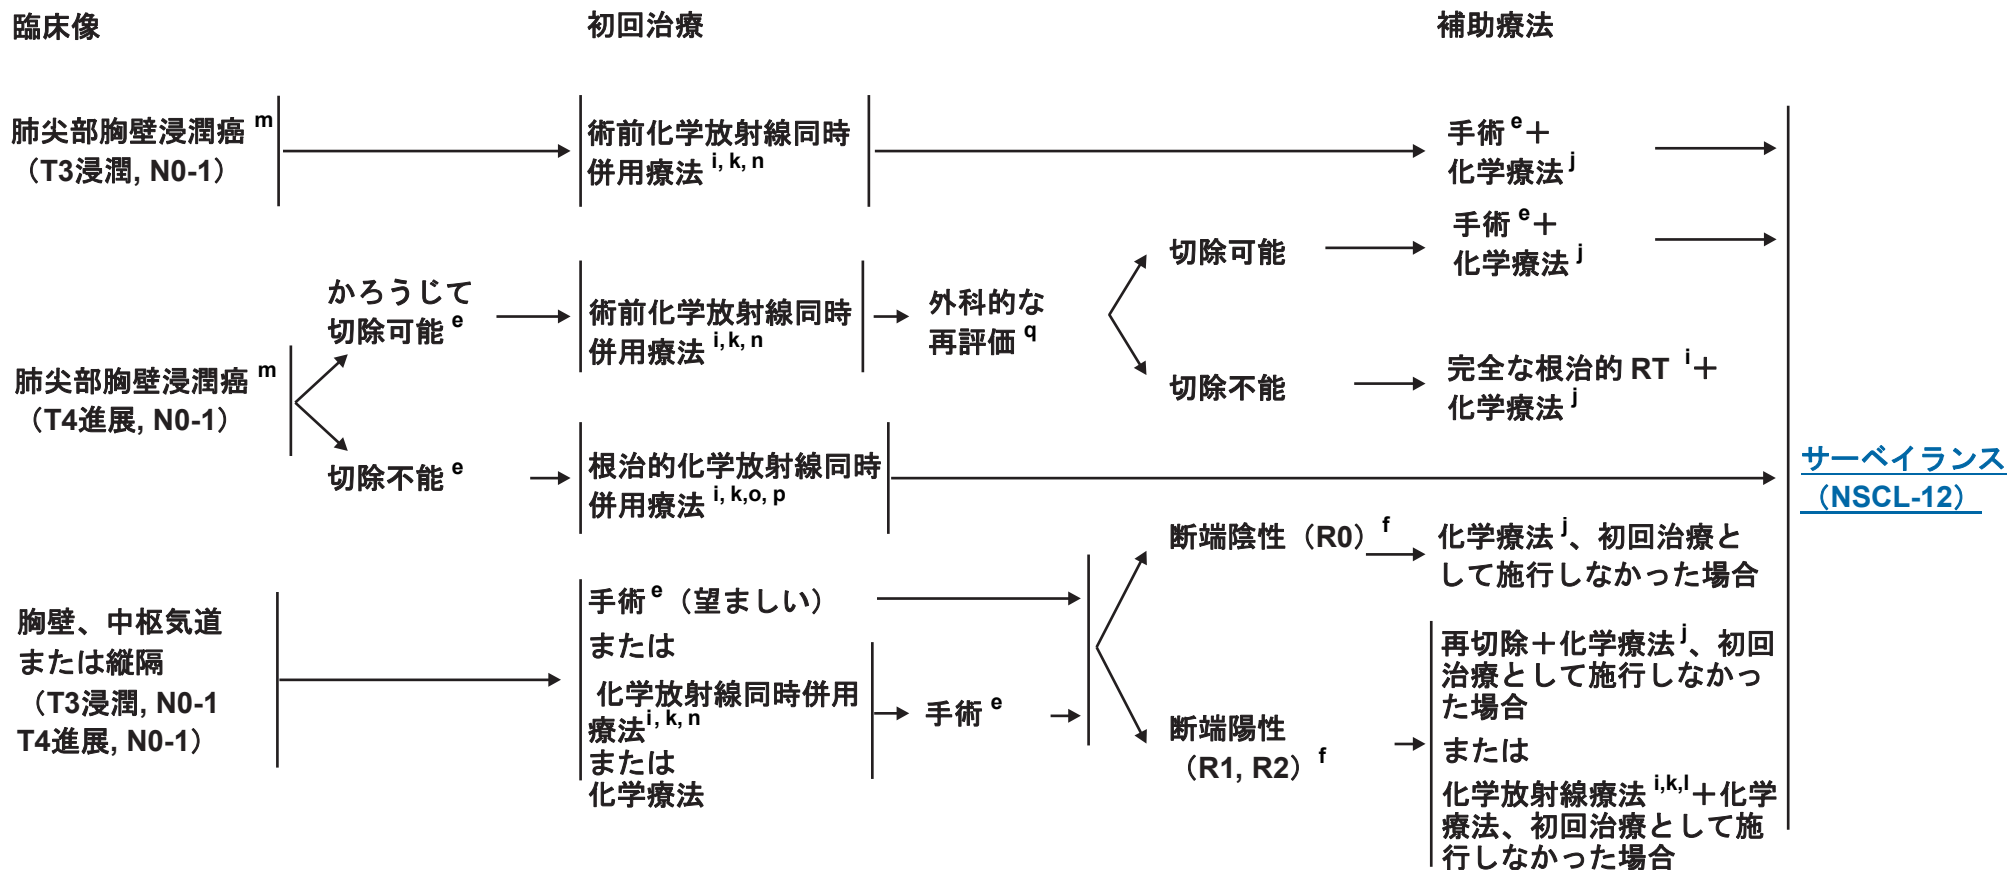 臨床像
初回治療
補助療法
肺尖部胸壁浸潤癌 m
（T3浸潤, N0-1）
術前化学放射線同時
併用療法 i, k, n
手術 e＋
化学療法 j
肺尖部胸壁浸潤癌 m
（T4進展, N0-1）
かろうじて
切除可能 e
術前化学放射線同時
併用療法 i, k, n
外科的な
再評価 q
切除可能
手術 e＋
化学療法 j
切除不能
完全な根治的 RT i＋
化学療法 j
切除不能 e
根治的化学放射線同時
併用療法 i, k,o, p
サーベイランス
（NSCL-12）
胸壁、中枢気道
または縦隔
（T3浸潤, N0-1
T4進展, N0-1）
手術 e（望ましい）
または
化学放射線同時併用
療法 i, k, n
または
化学療法
手術 e
断端陰性（R0）f
化学療法 j、初回治療と
して施行しなかった場合
断端陽性
（R1, R2）f
再切除＋化学療法 j、初回
治療として施行しなかっ
た場合
または
化学放射線療法 i,k,l＋化学
療法、初回治療として施
行しなかった場合